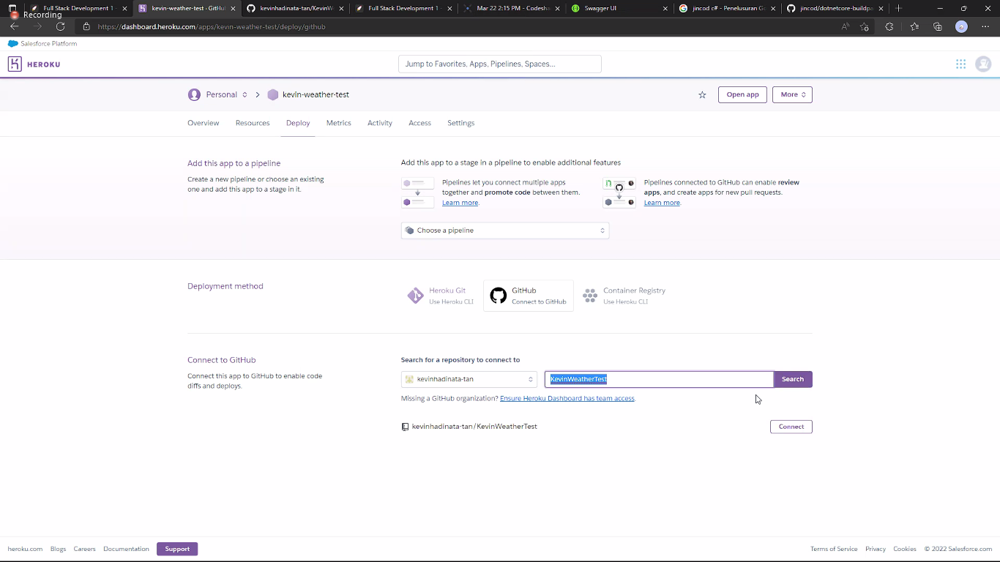 Recording
Full Stack Development 1 -
kevin-weather-test · GitHu
kevinhadinata-tan/KevinW
Full Stack Development 1 -
Mar 22 2:15 PM - Codesha
Swagger UI
jincod c# - Penelusuran Go
jincod/dotnetcore-buildpa
https://dashboard.heroku.com/apps/kevin-weather-test/deploy/github
Salesforce Platform
HEROKU
Jump to Favorites, Apps, Pipelines, Spaces...
Personal
kevin-weather-test
Open app
More
Overview
Resources
Deploy
Metrics
Activity
Access
Settings
Add this app to a pipeline
Create a new pipeline or choose an existing
one and add this app to a stage in it.
Add this app to a stage in a pipeline to enable additional features
Pipelines let you connect multiple apps
together and promote code between them.
Learn more.
Pipelines connected to GitHub can enable review
apps, and create apps for new pull requests.
Learn more.
Choose a pipeline
Deployment method
Heroku Git
Use Heroku CLI
GitHub
Connect to GitHub
Container Registry
Use Heroku CLI
Connect to GitHub
Connect this app to GitHub to enable code
diffs and deploys.
Search for a repository to connect to
kevinhadinata-tan
KevinWeatherTest
Search
Missing a GitHub organization? Ensure Heroku Dashboard has team access.
kevinhadinata-tan/KevinWeatherTest
Connect
heroku.com
Blogs
Careers
Documentation
Support
Terms of Service
Privacy
Cookies
© 2022 Salesforce.com